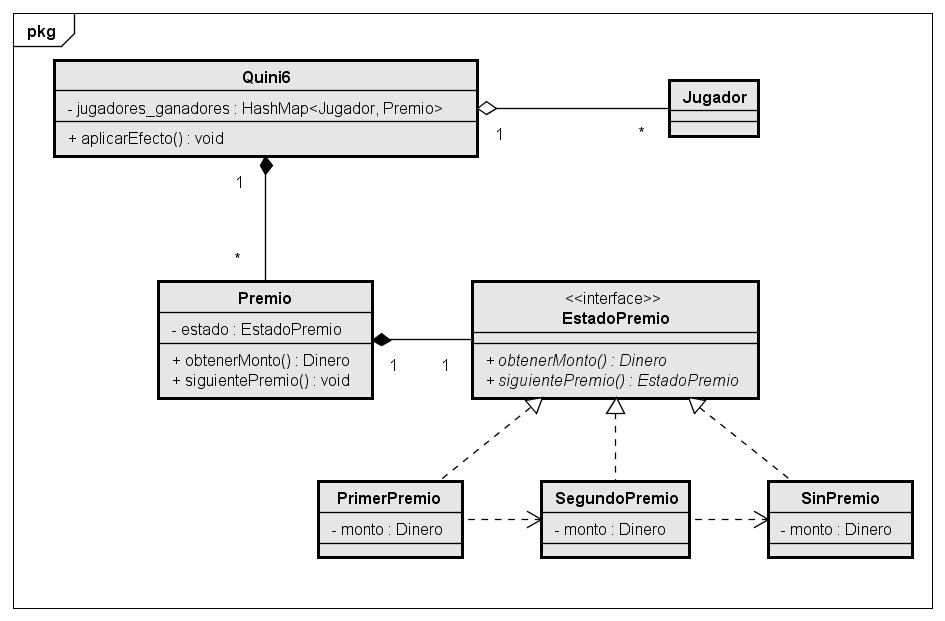 pkg
Quini6
- jugadores_ganadores : HashMap<Jugador, Premio>
+ aplicarEfecto() : void
Jugador
1
*
1
*
Premio
- estado : EstadoPremio
+ obtenerMonto() : Dinero
+ siguientePremio() : void
1
1
<<interface>>
EstadoPremio
+ obtenerMonto() : Dinero
+ siguientePremio() : EstadoPremio
PrimerPremio
- monto : Dinero
SegundoPremio
- monto : Dinero
SinPremio
- monto : Dinero